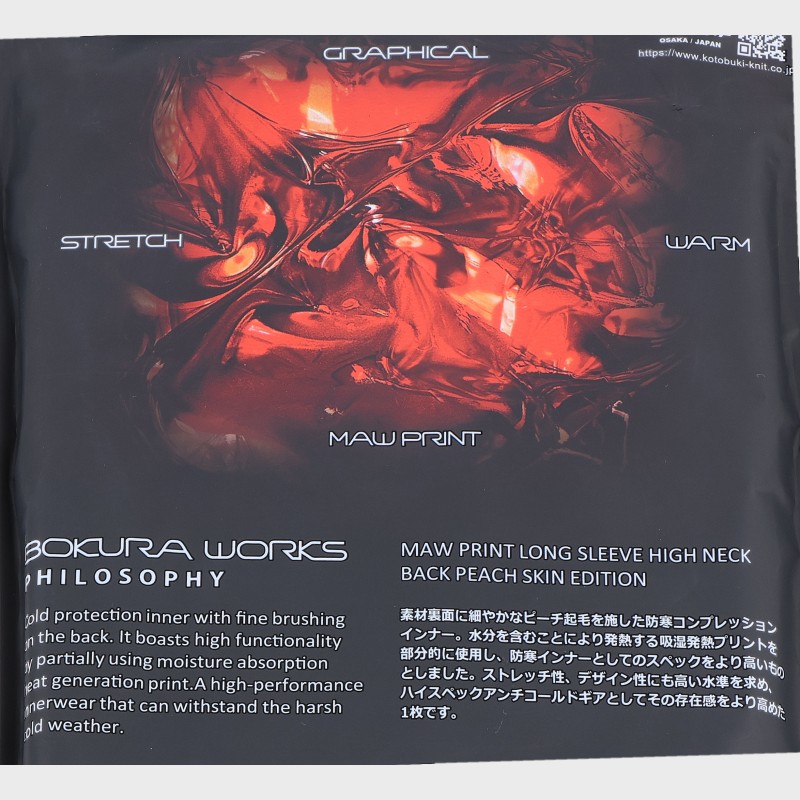 OSAKA / JAPAN
https://www.kotobuki-knit.co.jp
GRAPHICAL
STRETCH
WARM
MAW PRINT
BOKURA WORKS
PHILOSOPHY
Cold protection inner with fine brushing
on the back. It boasts high functionality
by partially using moisture absorption
heat generation print.A high-performance
innerwear that can withstand the harsh
cold weather.
MAW PRINT LONG SLEEVE HIGH NECK
BACK PEACH SKIN EDITION
素材裏面に細やかなピーチ起毛を施した防寒コンプレッション
インナー。水分を含むことにより発熱する吸湿発熱プリントを
部分的に使用し、防寒インナーとしてのスペックをより高いもの
としました。ストレッチ性、デザイン性にも高い水準を求め、
ハイスペックアンチコールドギアとしてその存在感をより高めた
1枚です。